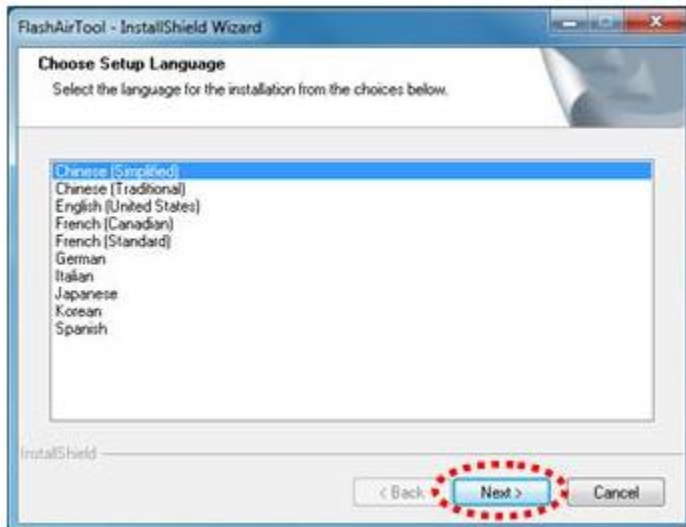 FlashAirTool - InstallShield Wizard
Choose Setup Language
Select the language for the installation from the choices below.
Chinese (Simplified)
Chinese (Traditional)
English (United States)
French (Canadian)
French (Standard)
German
Italian
Japanese
Korean
Spanish
InstallShield
< Back
Next >
Cancel